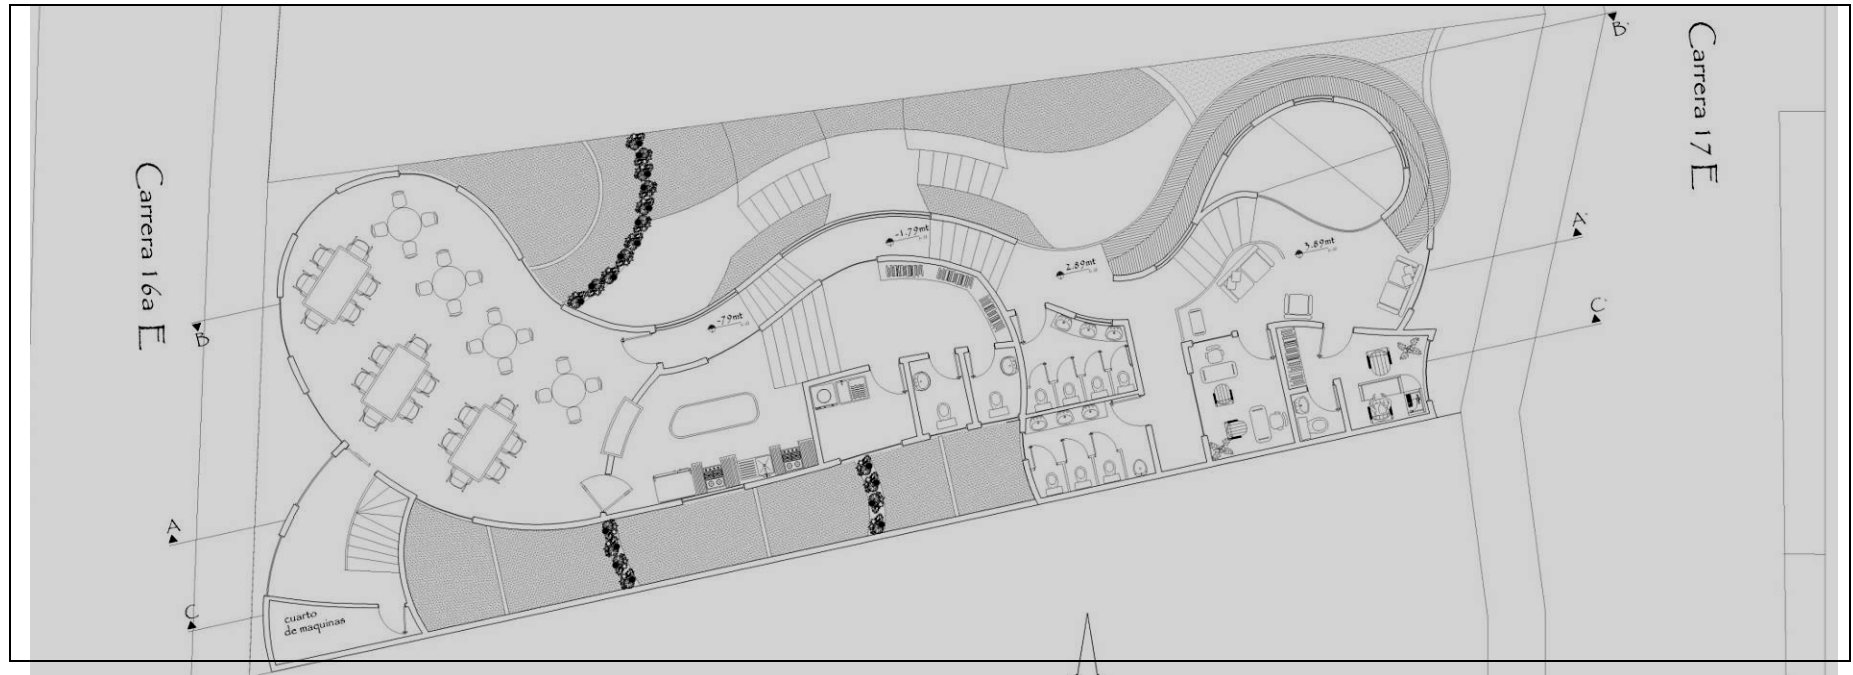 B'
Carrera 17 E
Carrera 16a E
A'
-1.79mt
3.89mt
2.89mt
C'
-.79mt
B
A
C
cuarto
de maquinas